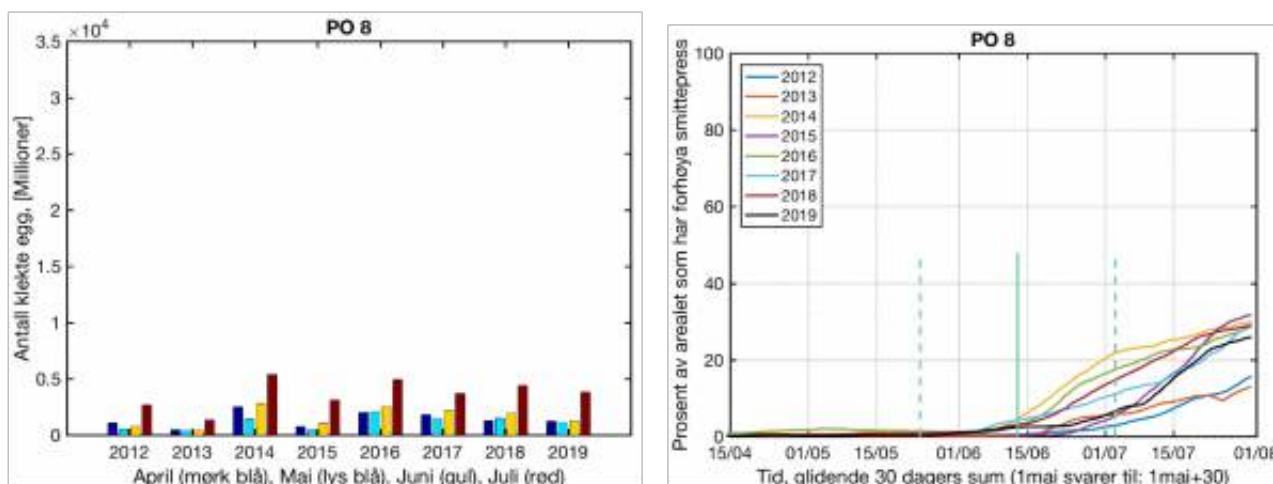 PO 8
×10⁴
3.5
3
2.5
2
1.5
1
0.5
0
Antall klekte egg, [Millioner]
2012 2013 2014 2015 2016 2017 2018 2019
April (mørk blå), Mai (lys blå), Juni (gul), Juli (rød)
PO 8
100
80
60
40
20
0
Prosent av arealet som har forhøya smittepress
2012
2013
2014
2015
2016
2017
2018
2019
15/04 01/05 15/05 01/06 15/06 01/07 15/07 01/08
Tid, glidende 30 dagers sum (1mai svarer til: 1mai+30)